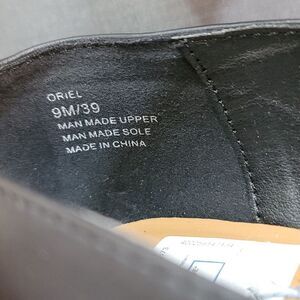 ORIEL
9M/39
MAN MADE UPPER
MAN MADE SOLE
MADE IN CHINA